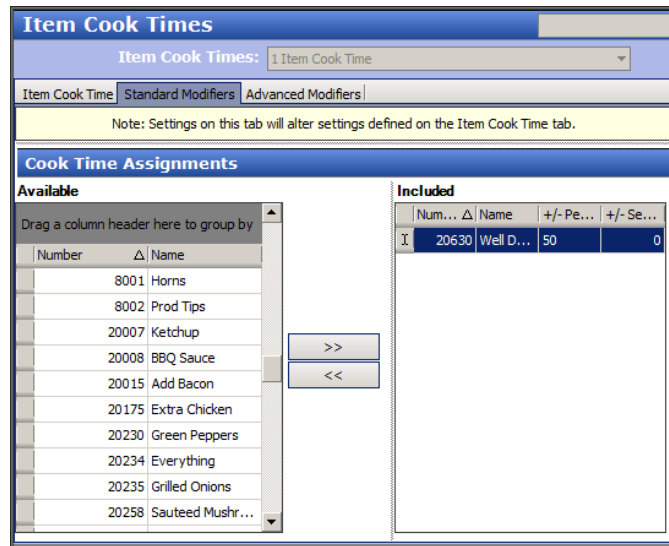 Item Cook Times
Item Cook Times: 1 Item Cook Time
Item Cook Time Standard Modifiers Advanced Modifiers
Note: Settings on this tab will alter settings defined on the Item Cook Time tab.
Cook Time Assignments
Available
Drag a column header here to group by
Number Name
8001 Horns
8002 Prod Tips
20007 Ketchup
20008 BBQ Sauce
20015 Add Bacon
20175 Extra Chicken
20230 Green Peppers
20234 Everything
20235 Grilled Onions
20258 Sauteed Mushr...
>>
<<
Included
Num... Name +/- Pe... +/- Se...
20630 Well D... 50 0